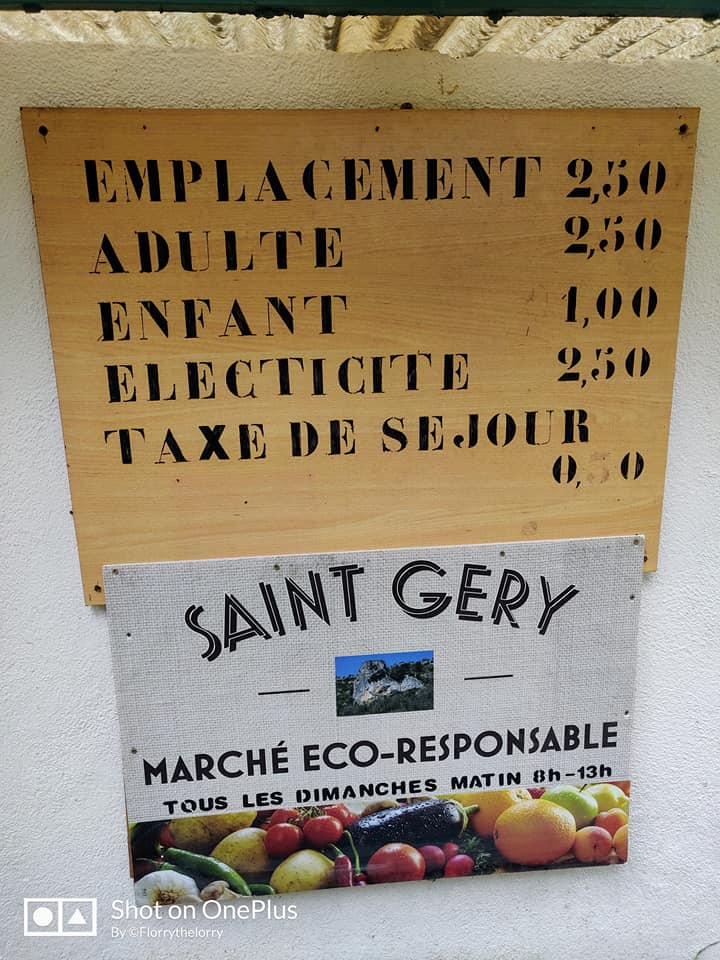 EMPLACEMENT 2,50
ADULTE 2,50
ENFANT 1,00
ELECTICITE 2,50
TAXE DE SEJOUR
0,50
SAINT GERY
MARCHÉ ECO-RESPONSABLE
TOUS LES DIMANCHES MATIN 8h-13h
Shot on OnePlus
By ©Florrythelorry